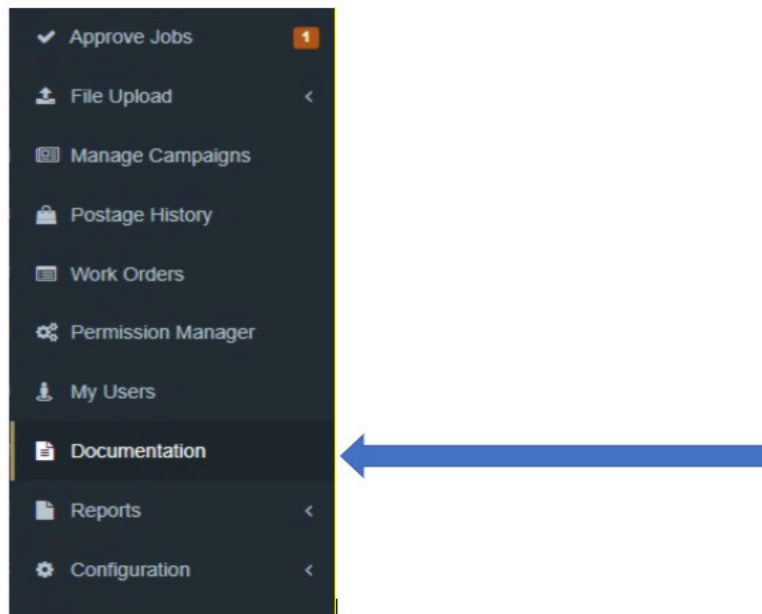 Approve Jobs 1
File Upload
Manage Campaigns
Postage History
Work Orders
Permission Manager
My Users
Documentation
Reports
Configuration